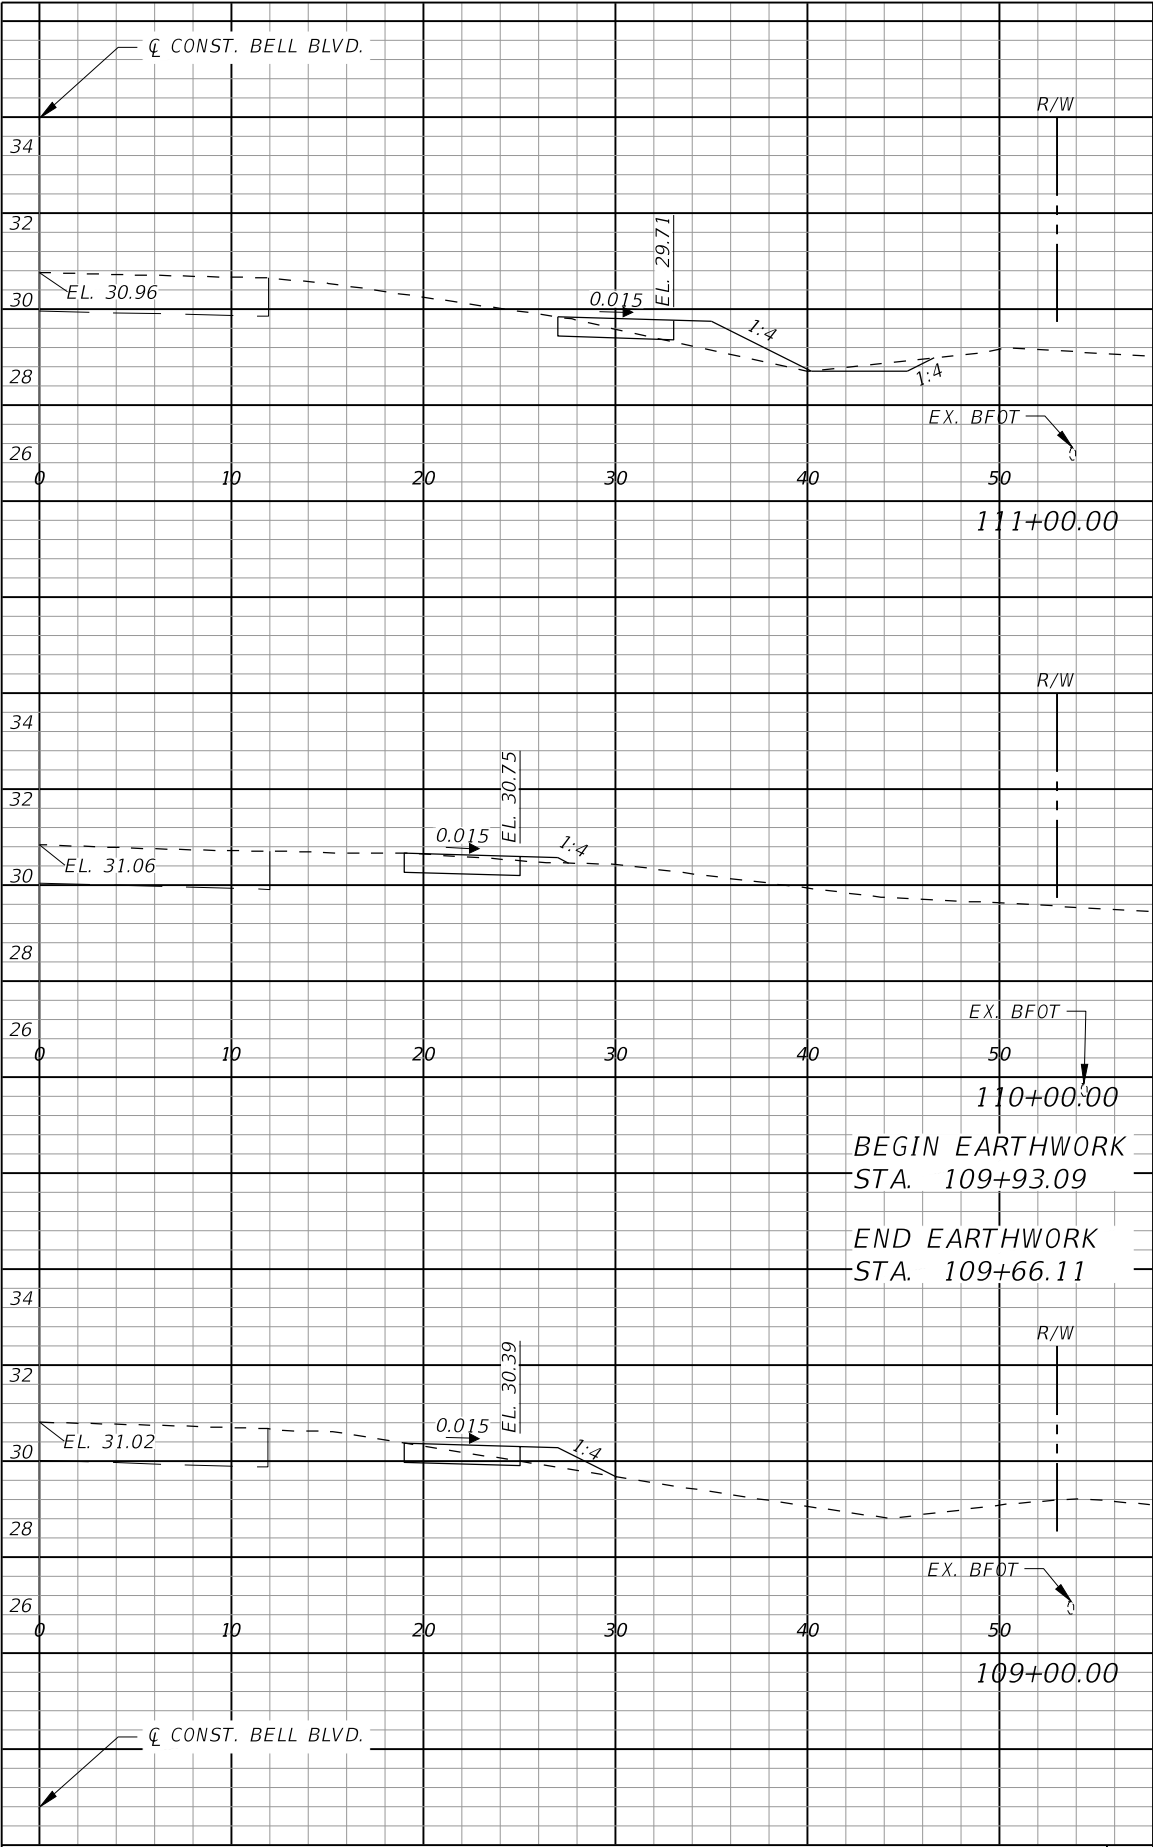 ℄ CONST. BELL BLVD.
R/W
34
32
EL. 29.71
EL. 30.96
0.015
30
1:4
28
1:4
EX. BFOT
26
0 10 20 30 40 50
111+00.00
R/W
34
EL. 30.75
32
0.015
1:4
EL. 31.06
30
28
EX. BFOT
26
0 10 20 30 40 50
110+00.00
BEGIN EARTHWORK
STA. 109+93.09
END EARTHWORK
STA. 109+66.11
34
R/W
EL. 30.39
32
0.015
EL. 31.02
1:4
30
28
EX. BFOT
26
0 10 20 30 40 50
109+00.00
℄ CONST. BELL BLVD.